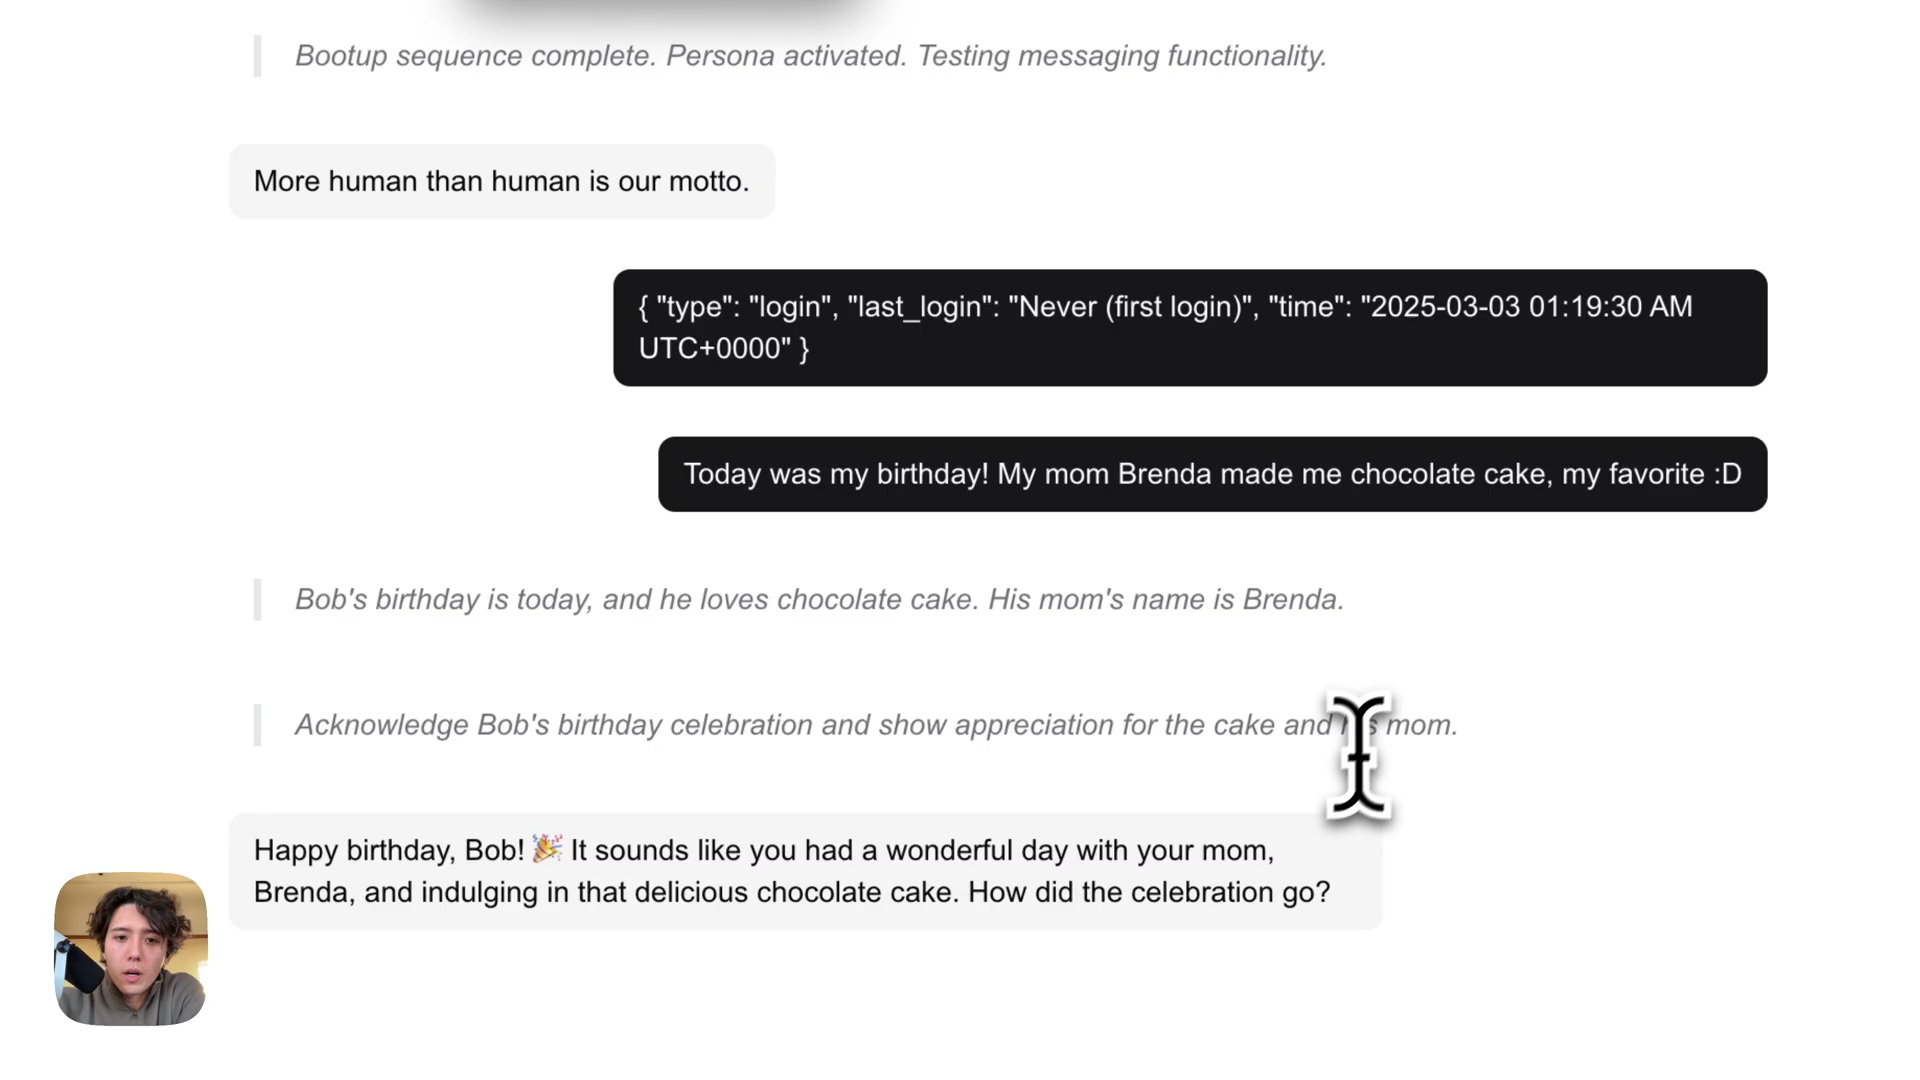 Bootup sequence complete. Persona activated. Testing messaging functionality.
More human than human is our motto.
{ "type": "login", "last_login": "Never (first login)", "time": "2025-03-03 01:19:30 AM
UTC+0000" }
Today was my birthday! My mom Brenda made me chocolate cake, my favorite :D
Bob's birthday is today, and he loves chocolate cake. His mom's name is Brenda.
Acknowledge Bob's birthday celebration and show appreciation for the cake and his mom.
Happy birthday, Bob! 🎉 It sounds like you had a wonderful day with your mom,
Brenda, and indulging in that delicious chocolate cake. How did the celebration go?